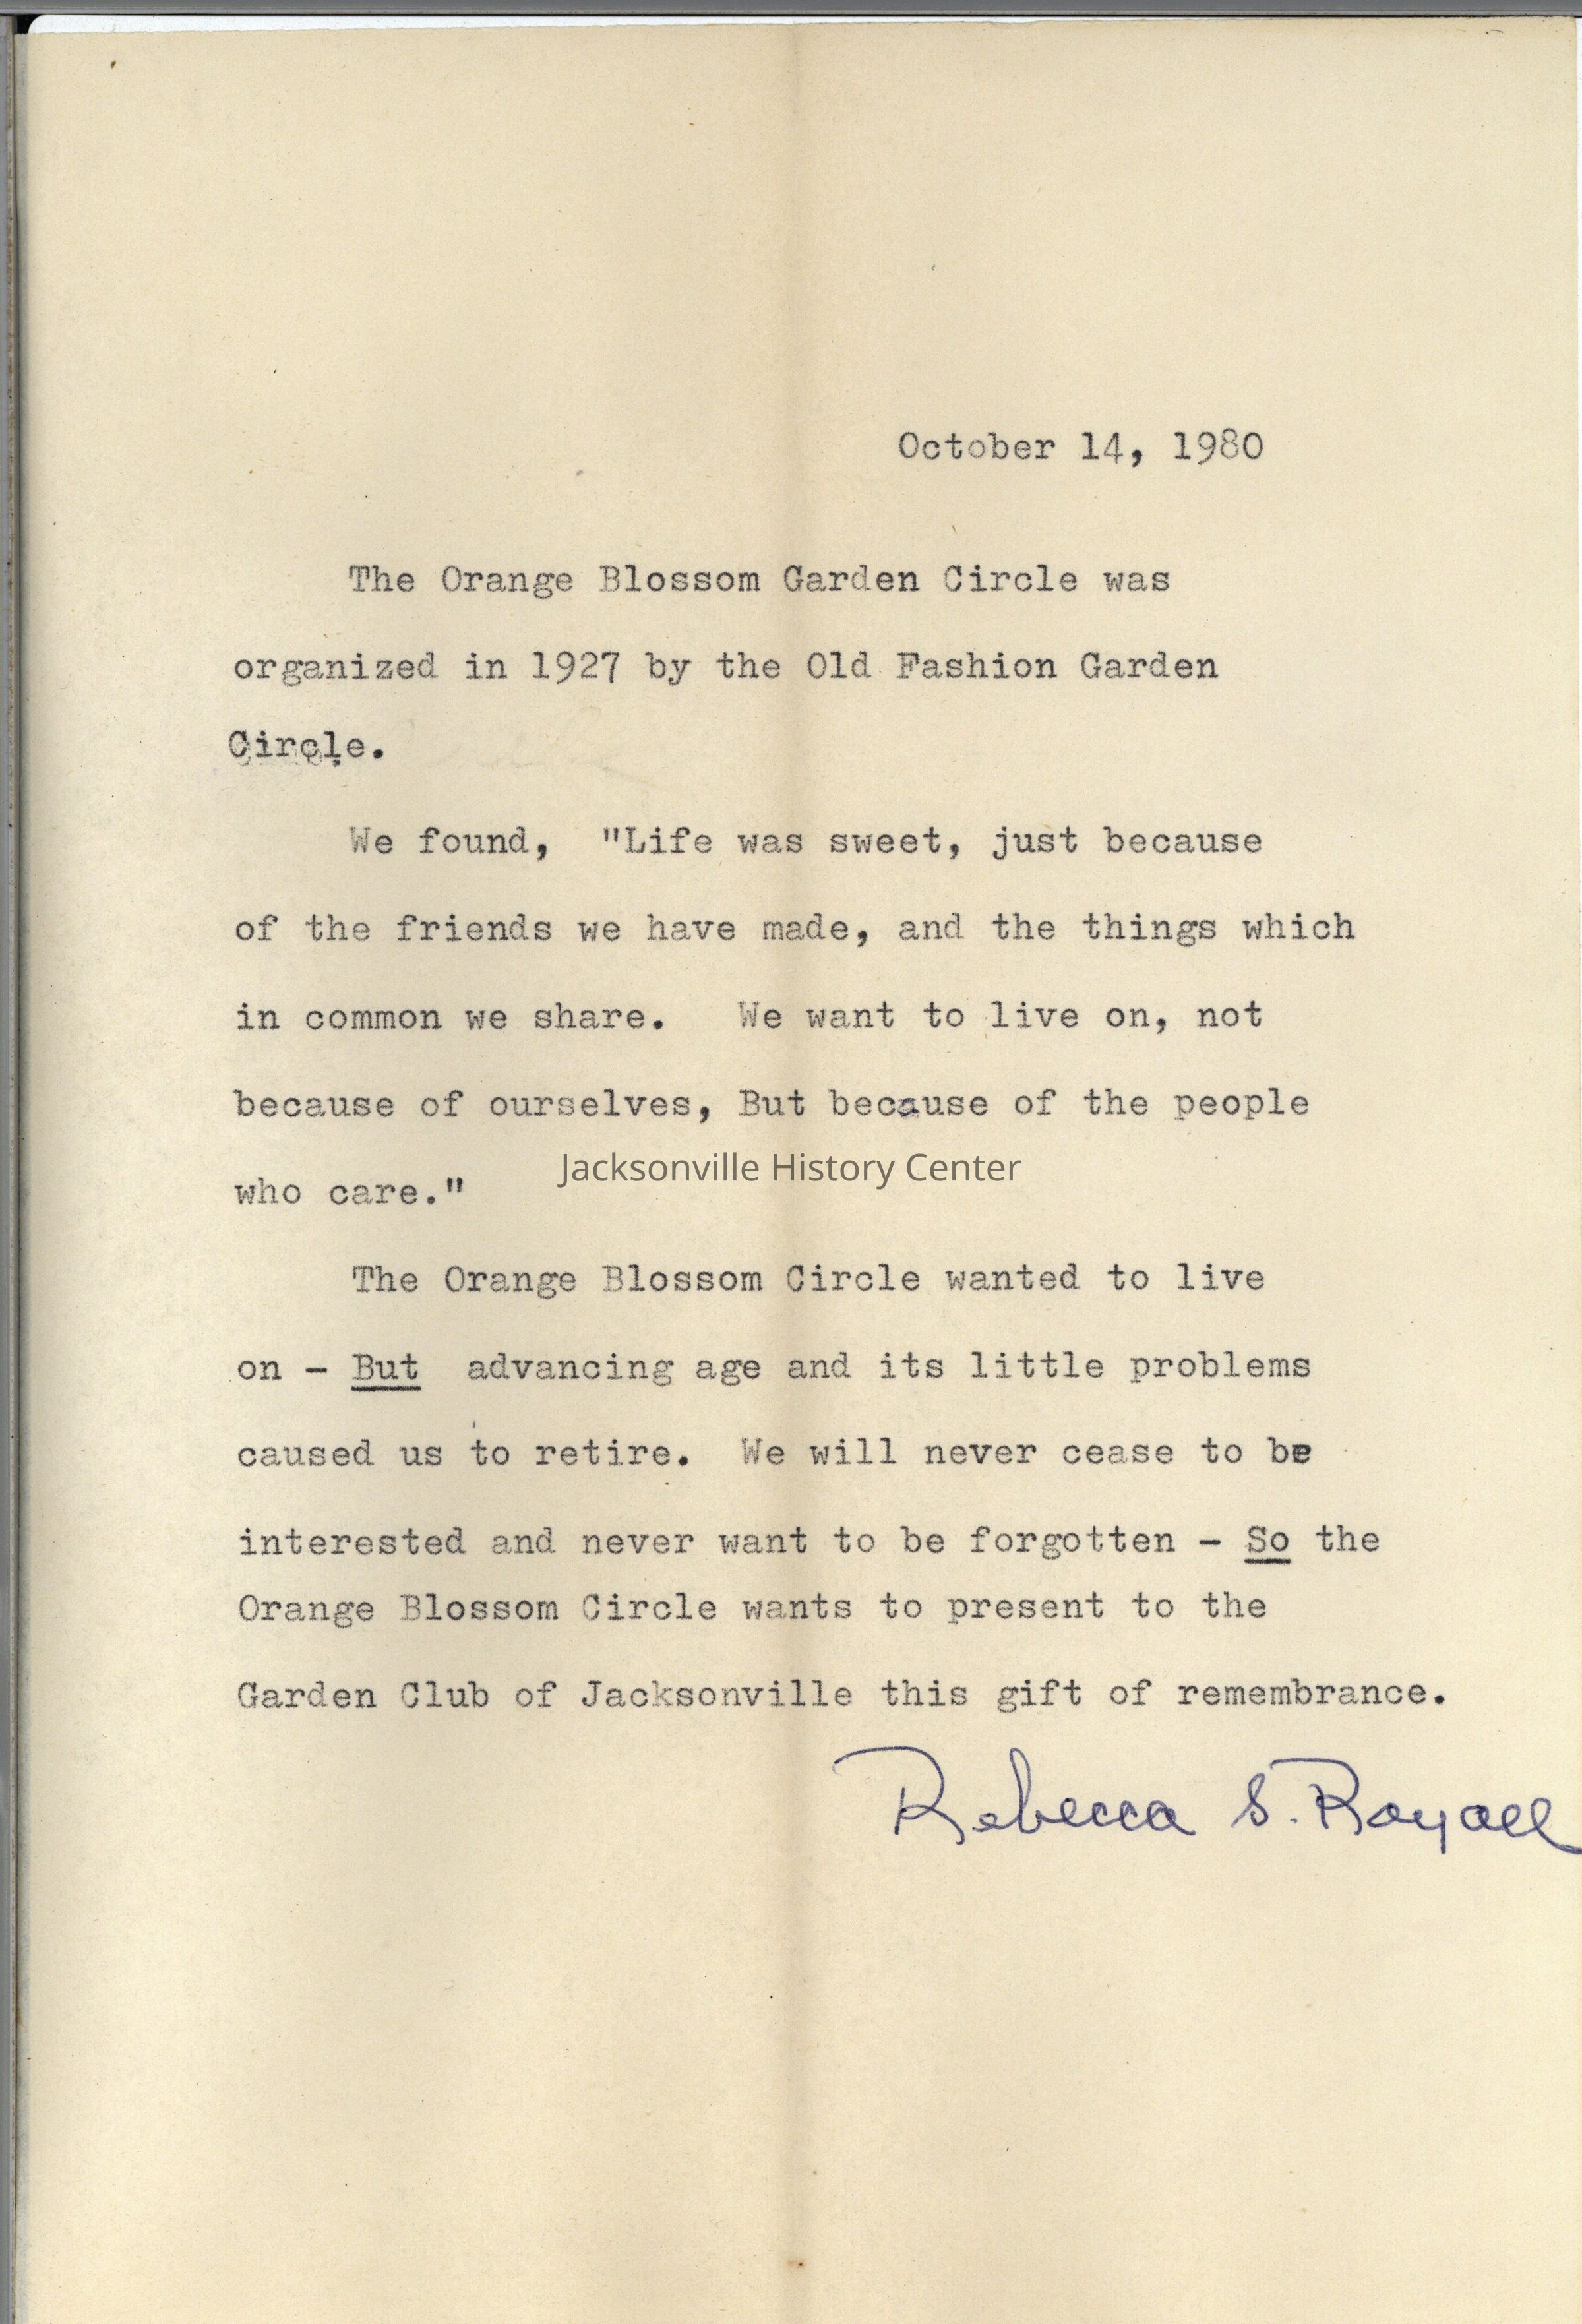 October 14, 1980
The Orange Blossom Garden Circle was
organized in 1927 by the Old Fashion Garden
Circle.
We found, "Life was sweet, just because
of the friends we have made, and the things which
in common we share. We want to live on, not
because of ourselves, But because of the people
Jacksonville History Center
who care."
The Orange Blossom Circle wanted to live
on - But advancing age and its little problems
caused us to retire. We will never cease to be
interested and never want to be forgotten - So the
Orange Blossom Circle wants to present to the
Garden Club of Jacksonville this gift of remembrance.
Rebecca S. Royall